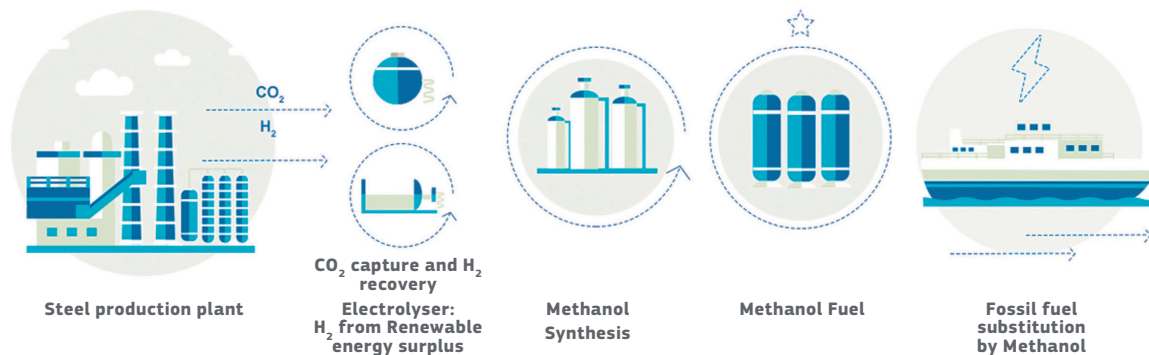 CO₂
H₂
Steel production plant
CO₂ capture and H₂
recovery
Electrolyser:
H₂ from Renewable
energy surplus
Methanol
Synthesis
Methanol Fuel
Fossil fuel
substitution
by Methanol